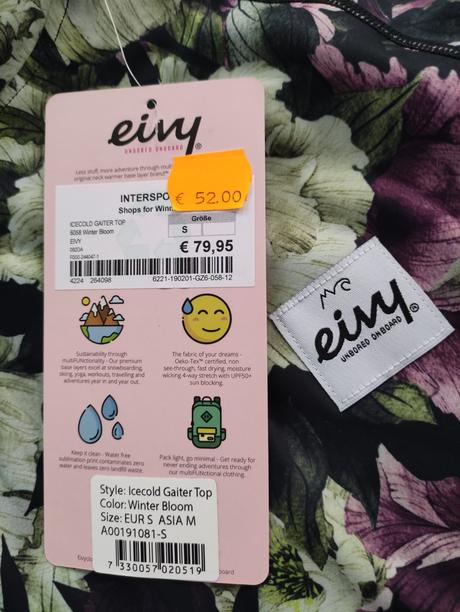 eivy
UNBORED ONBOARD®
Less stuff, more adventure through
original neck warmer base layer brand
€ 52.00
INTERSPO
Shops for Winn
ICECOLD GAITER TOP
6058 Winter Bloom
EIVY
Größe
S
€ 79,95
4224 264098 6221-190201-GZ6-058-12
Sustainability through
multiFUNctionality - Our premium
base layers excel at snowboarding,
skiing, yoga, workouts, travelling and
adventures year in and year out.
The fabric of your dreams -
Oeko-Tex™ certified, non
see-through, fast drying, moisture
wicking 4-way stretch with UPF50+
sun blocking.
Keep it clean - Water free
sublimation print contaminates zero
water and leaves zero landfill waste.
Pack light, go minimal - Get ready for
never ending adventures through
our multiFUNctional clothing.
Style: Icecold Gaiter Top
Color: Winter Bloom
Size: EUR S ASIA M
A00191081-S
7 330057 020519
eivy®
UNBORED ONBOARD